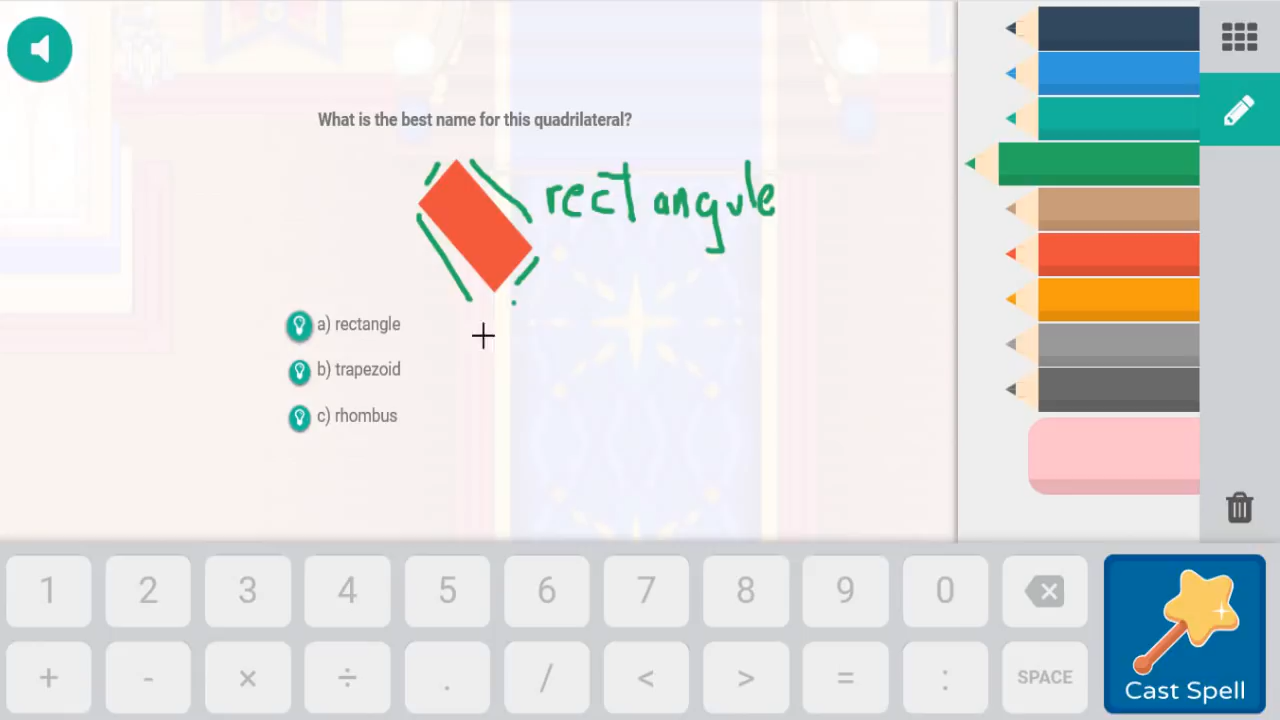 What is the best name for this quadrilateral?
rectangule
a) rectangle
b) trapezoid
c) rhombus
1 2 3 4 5 6 7 8 9 0
+ - × ÷ . / < > = : SPACE
Cast Spell